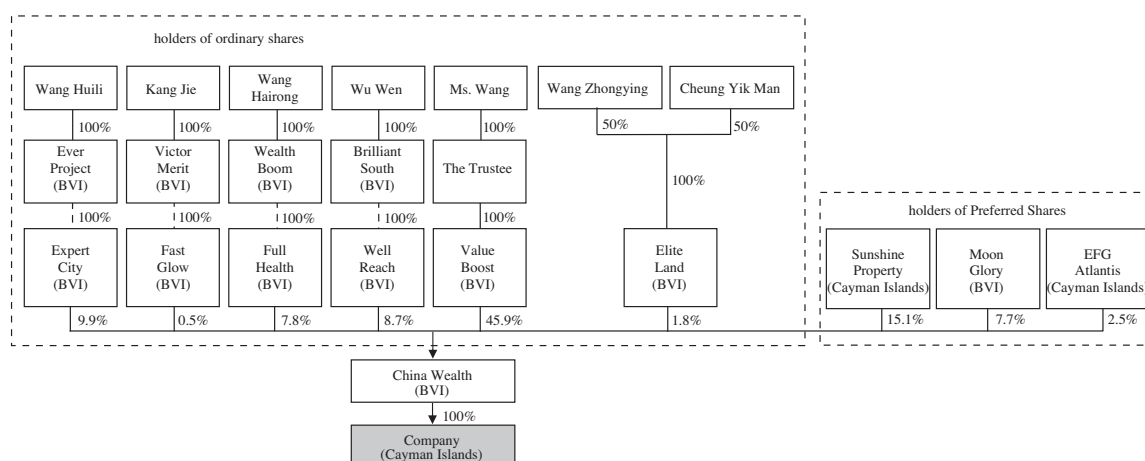 holders of ordinary shares
Wang Huili
Kang Jie
Wang
Hairong
Wu Wen
Ms. Wang
Wang Zhongying
Cheung Yik Man
100%
100%
100%
100%
100%
50%
50%
Ever
Project
(BVI)
Victor
Merit
(BVI)
Wealth
Boom
(BVI)
Brilliant
South
(BVI)
The Trustee
100%
100%
100%
100%
100%
100%
holders of Preferred Shares
Expert
City
(BVI)
Fast
Glow
(BVI)
Full
Health
(BVI)
Well
Reach
(BVI)
Value
Boost
(BVI)
Elite
Land
(BVI)
Sunshine
Property
(Cayman Islands)
Moon
Glory
(BVI)
EFG
Atlantis
(Cayman Islands)
9.9%
0.5%
7.8%
8.7%
45.9%
1.8%
15.1%
7.7%
2.5%
China Wealth
(BVI)
100%
Company
(Cayman Islands)